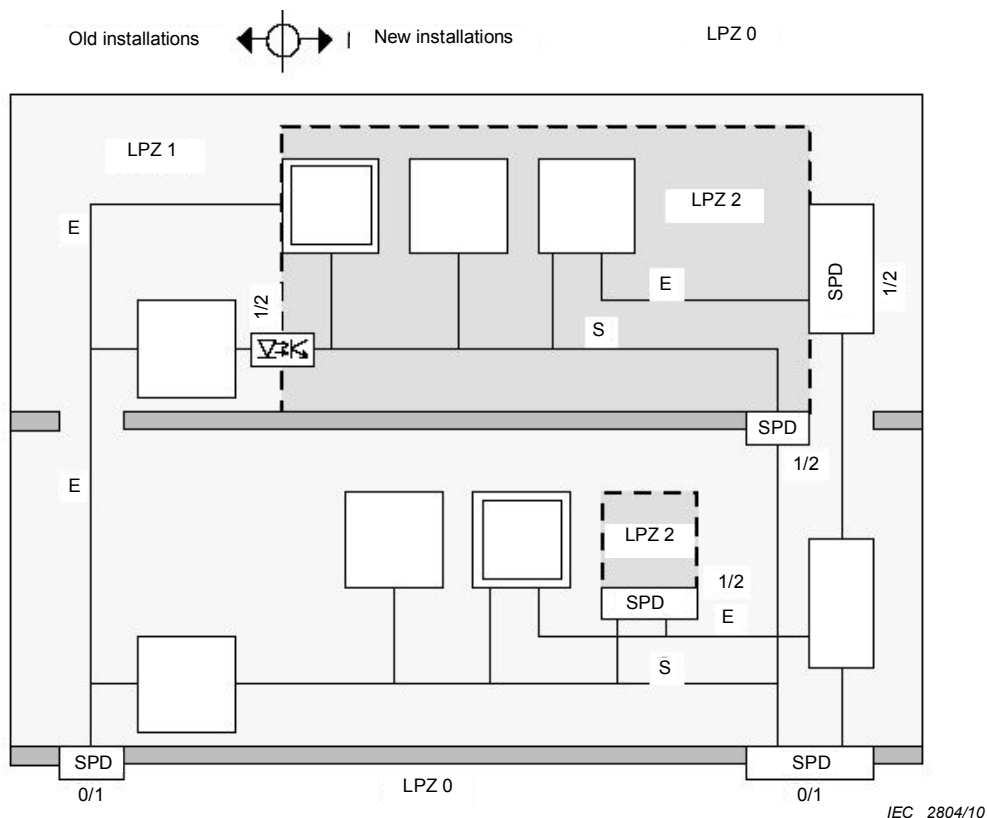 Old installations
New installations
LPZ 0
LPZ 1
LPZ 2
E
SPD
1/2
1/2
E
S
SPD
1/2
E
LPZ 2
1/2
SPD
E
S
SPD
SPD
0/1
LPZ 0
0/1
IEC 2804/10